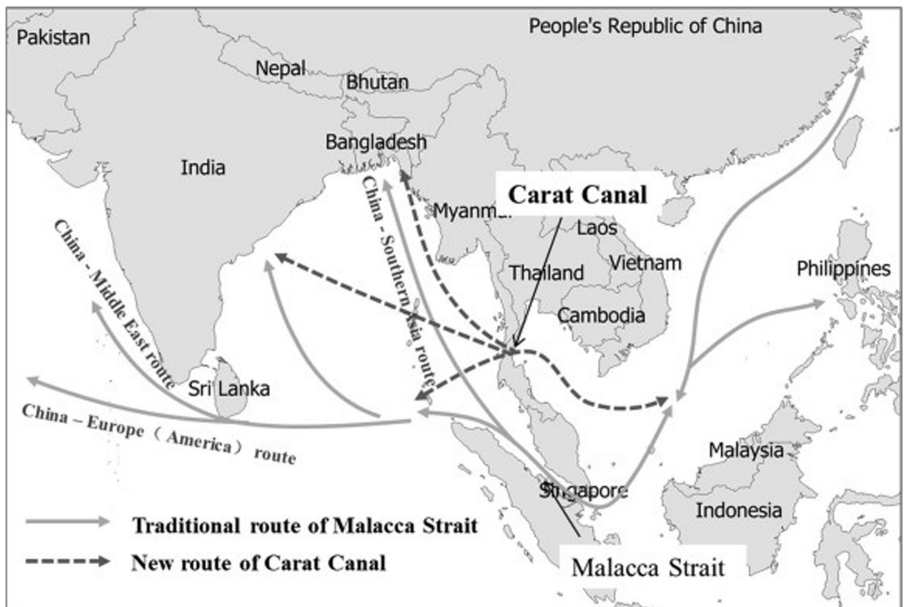 People's Republic of China
Pakistan
Nepal
Bhutan
Bangladesh
India
Carat Canal
Myanmar
Laos
China - Southern Asia route
Vietnam
Philippines
China - Middle East route
Thailand
Cambodia
Sri Lanka
China – Europe ( America ) route
Malaysia
Singapore
Indonesia
Traditional route of Malacca Strait
New route of Carat Canal
Malacca Strait